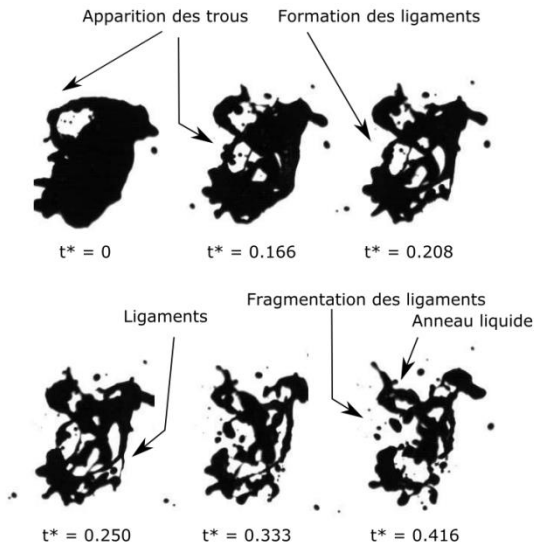 Apparition des trous
Formation des ligaments
t* = 0
t* = 0.166
t* = 0.208
Fragmentation des ligaments
Ligaments
Anneau liquide
t* = 0.250
t* = 0.333
t* = 0.416